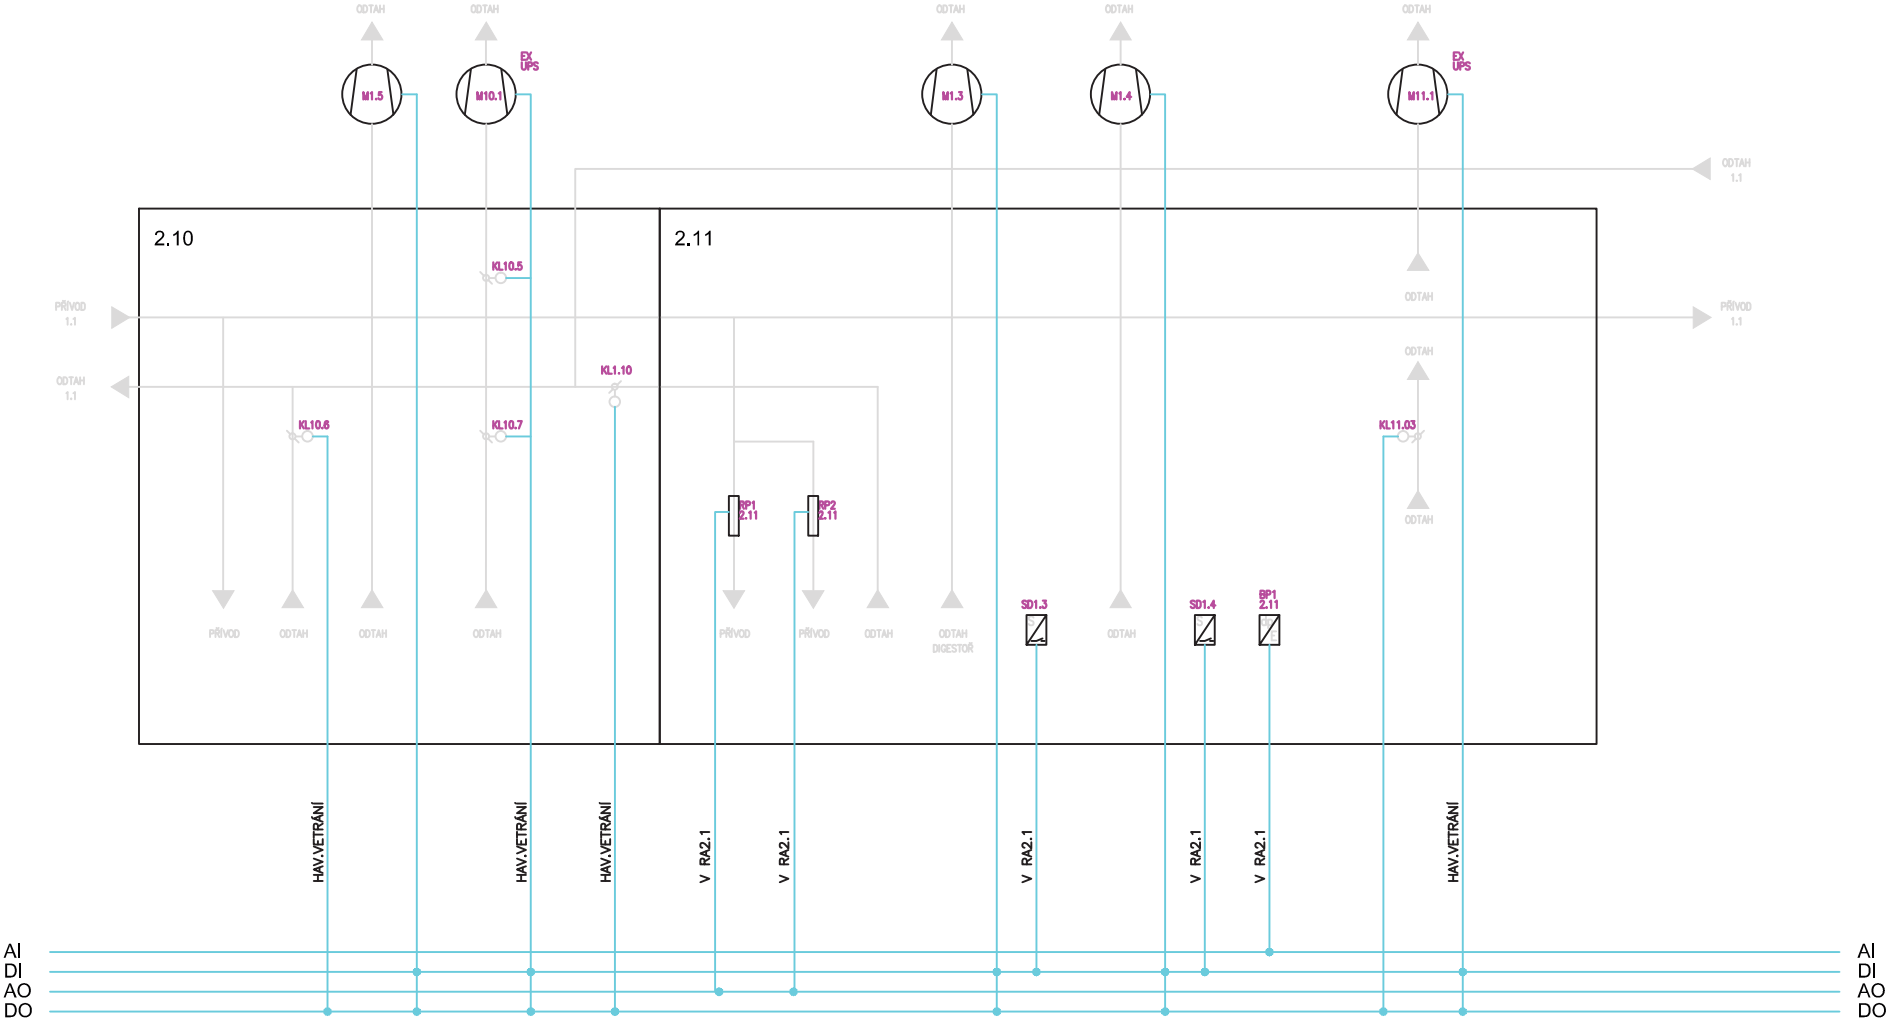 ODTAH
ODTAH
ODTAH
ODTAH
ODTAH
EX
UPS
EX
UPS
M1.5
M10.1
M1.3
M1.4
M11.1
ODTAH
1.1
2.10
2.11
KL10.5
ODTAH
PŘÍVOD
1.1
PŘÍVOD
1.1
ODTAH
KL1.10
ODTAH
1.1
KL10.6
KL10.7
KL11.03
RP1
2.11
RP2
2.11
ODTAH
SD1.3
S
SD1.4
S
BP1
2.11
dp
E
PŘÍVOD
ODTAH
ODTAH
ODTAH
PŘÍVOD
PŘÍVOD
ODTAH
ODTAH
DIGESTOŘ
ODTAH
HAV.VETRÁNÍ
HAV.VETRÁNÍ
HAV.VETRÁNÍ
V RA2.1
V RA2.1
V RA2.1
V RA2.1
V RA2.1
HAV.VETRÁNÍ
AI
AI
DI
DI
AO
AO
DO
DO